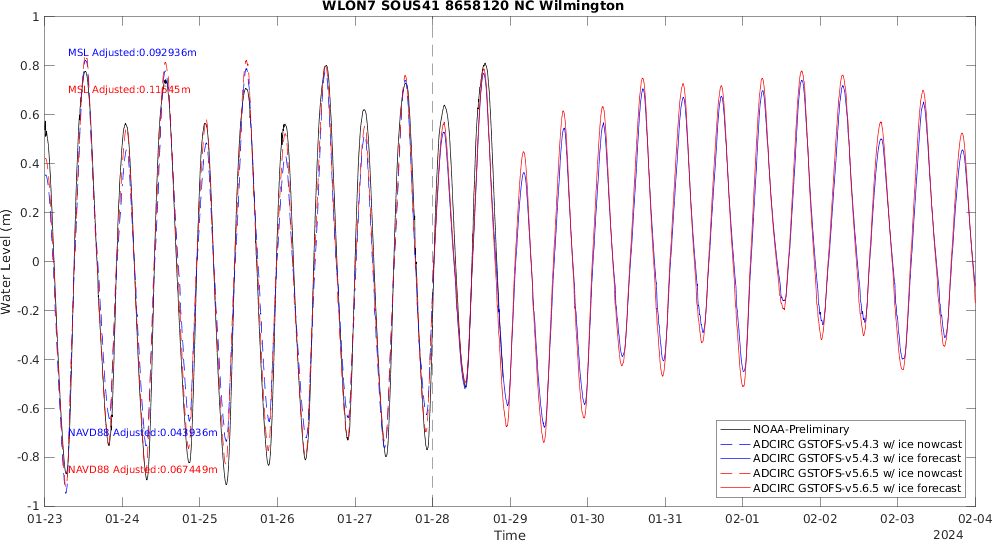 WLON7 SOUS41 8658120 NC Wilmington
1
0.8
0.6
0.4
0.2
0
-0.2
-0.4
-0.6
-0.8
-1
Water Level (m)
MSL Adjusted:0.092936m
MSL Adjusted:0.11645m
NAVD88 Adjusted:0.043936m
NAVD88 Adjusted:0.067449m
NOAA-Preliminary
ADCIRC GSTOFS-v5.4.3 w/ ice nowcast
ADCIRC GSTOFS-v5.4.3 w/ ice forecast
ADCIRC GSTOFS-v5.6.5 w/ ice nowcast
ADCIRC GSTOFS-v5.6.5 w/ ice forecast
01-23 01-24 01-25 01-26 01-27 01-28 01-29 01-30 01-31 02-01 02-02 02-03 02-04
Time
2024